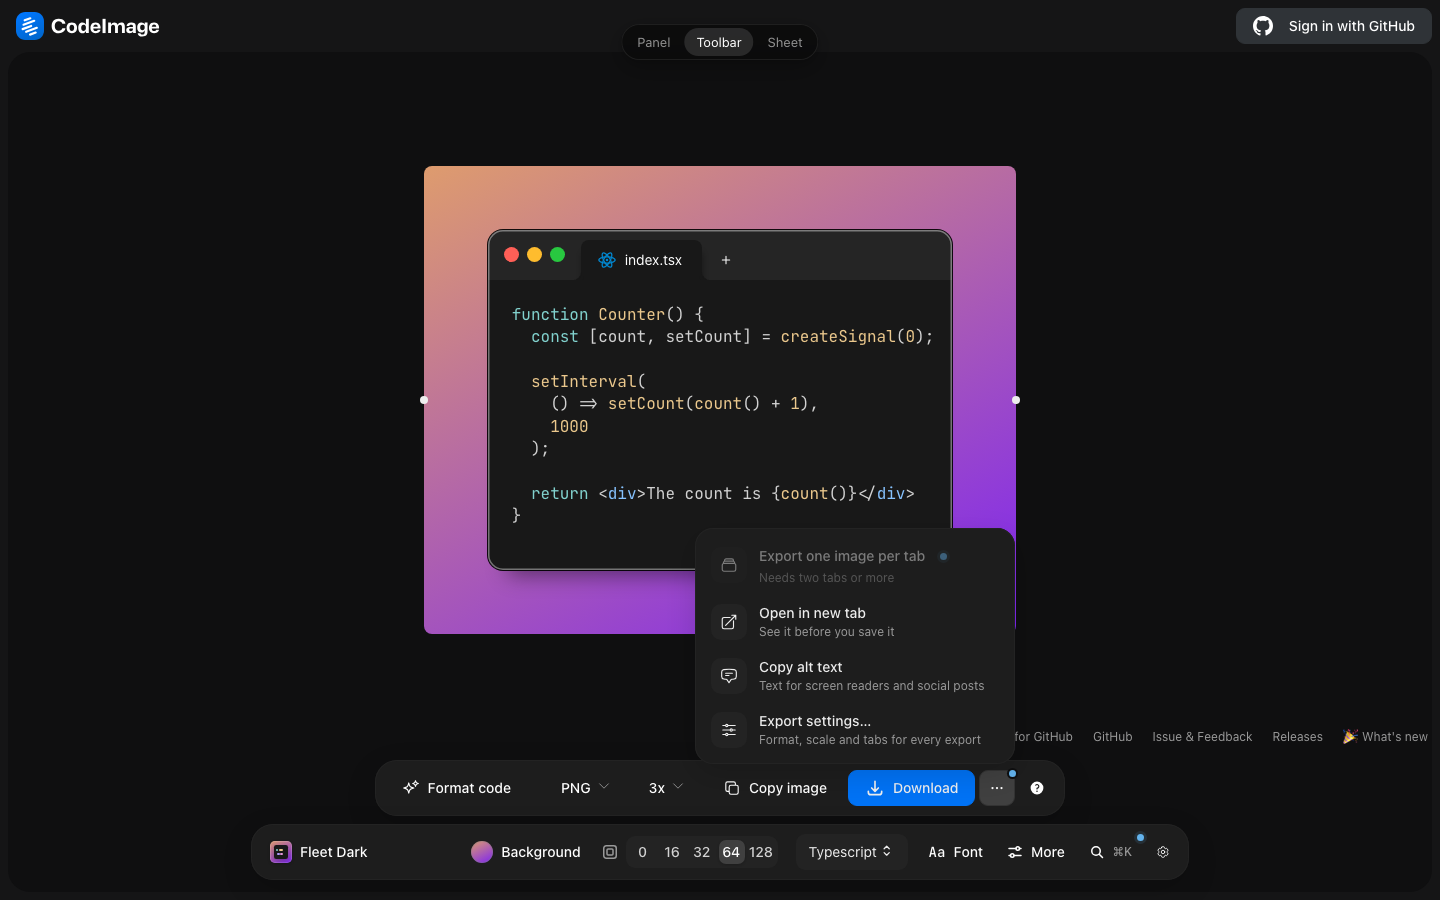 CodeImage
Panel Toolbar Sheet
Sign in with GitHub
index.tsx +
function Counter() {
  const [count, setCount] = createSignal(0);
  setInterval(
    () => setCount(count() + 1),
    1000
  );
  return <div>The count is {count()}</div>
}
Export one image per tab
Needs two tabs or more
Open in new tab
See it before you save it
Copy alt text
Text for screen readers and social posts
Export settings...
Format, scale and tabs for every export
for GitHub GitHub Issue & Feedback Releases 🎉 What's new
Format code PNG 3x Copy image Download ... ?
Fleet Dark Background 0 16 32 64 128 Typescript Aa Font More ⌘K